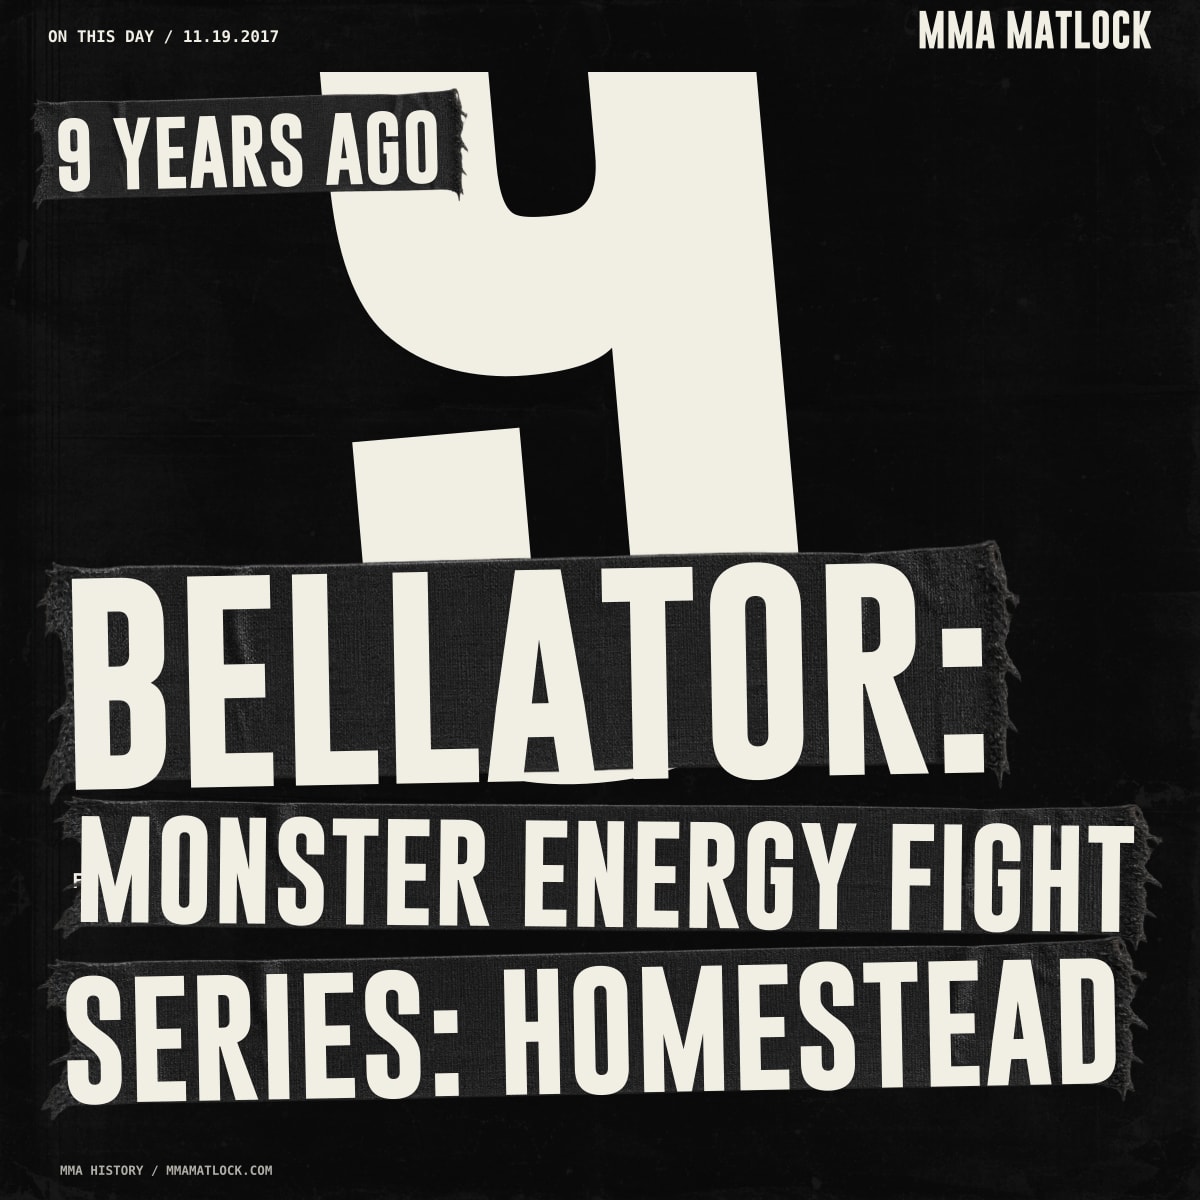 ON THIS DAY / 11.19.2017
MMA MATLOCK
9 YEARS AGO
9
BELLATOR:
MONSTER ENERGY FIGHT
SERIES: HOMESTEAD
MMA HISTORY / MMAMATLOCK.COM